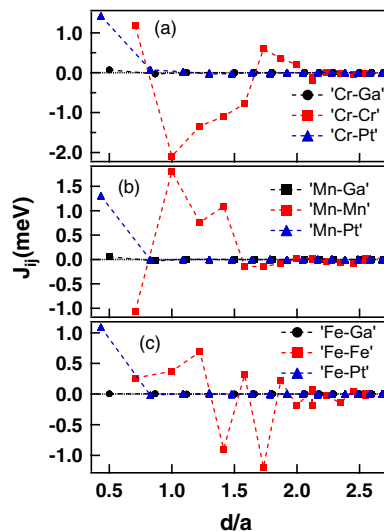 (a)
1.0
0.0
-1.0
-2.0
'Cr-Ga'
'Cr-Cr'
'Cr-Pt'
(b)
1.5
1.0
0.5
0.0
-0.5
-1.0
'Mn-Ga'
'Mn-Mn'
'Mn-Pt'
J_ij(meV)
(c)
1.0
0.5
0.0
-0.5
-1.0
'Fe-Ga'
'Fe-Fe'
'Fe-Pt'
0.5 1.0 1.5 2.0 2.5
d/a